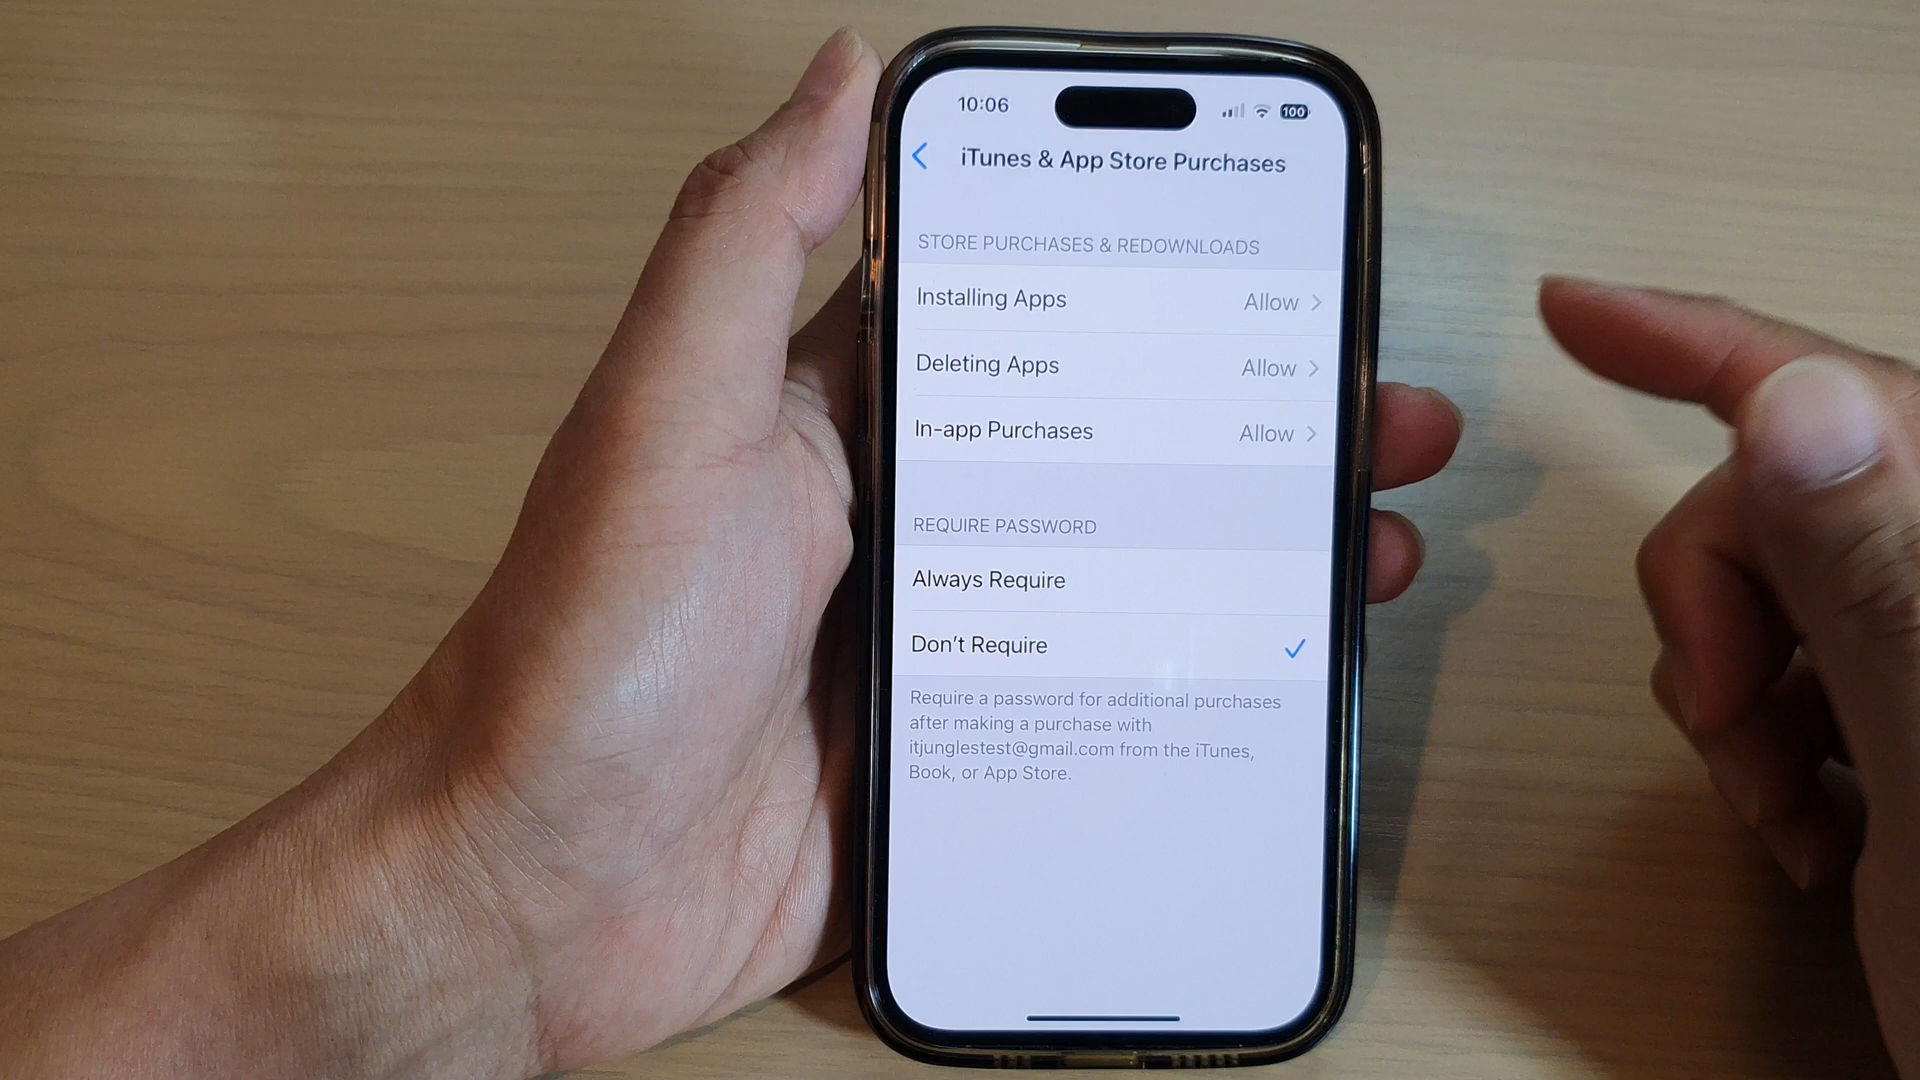 10:06
100
iTunes & App Store Purchases
STORE PURCHASES & REDOWNLOADS
Installing Apps Allow
Deleting Apps Allow
In-app Purchases Allow
REQUIRE PASSWORD
Always Require
Don't Require
Require a password for additional purchases
after making a purchase with
itjunglestest@gmail.com from the iTunes,
Book, or App Store.